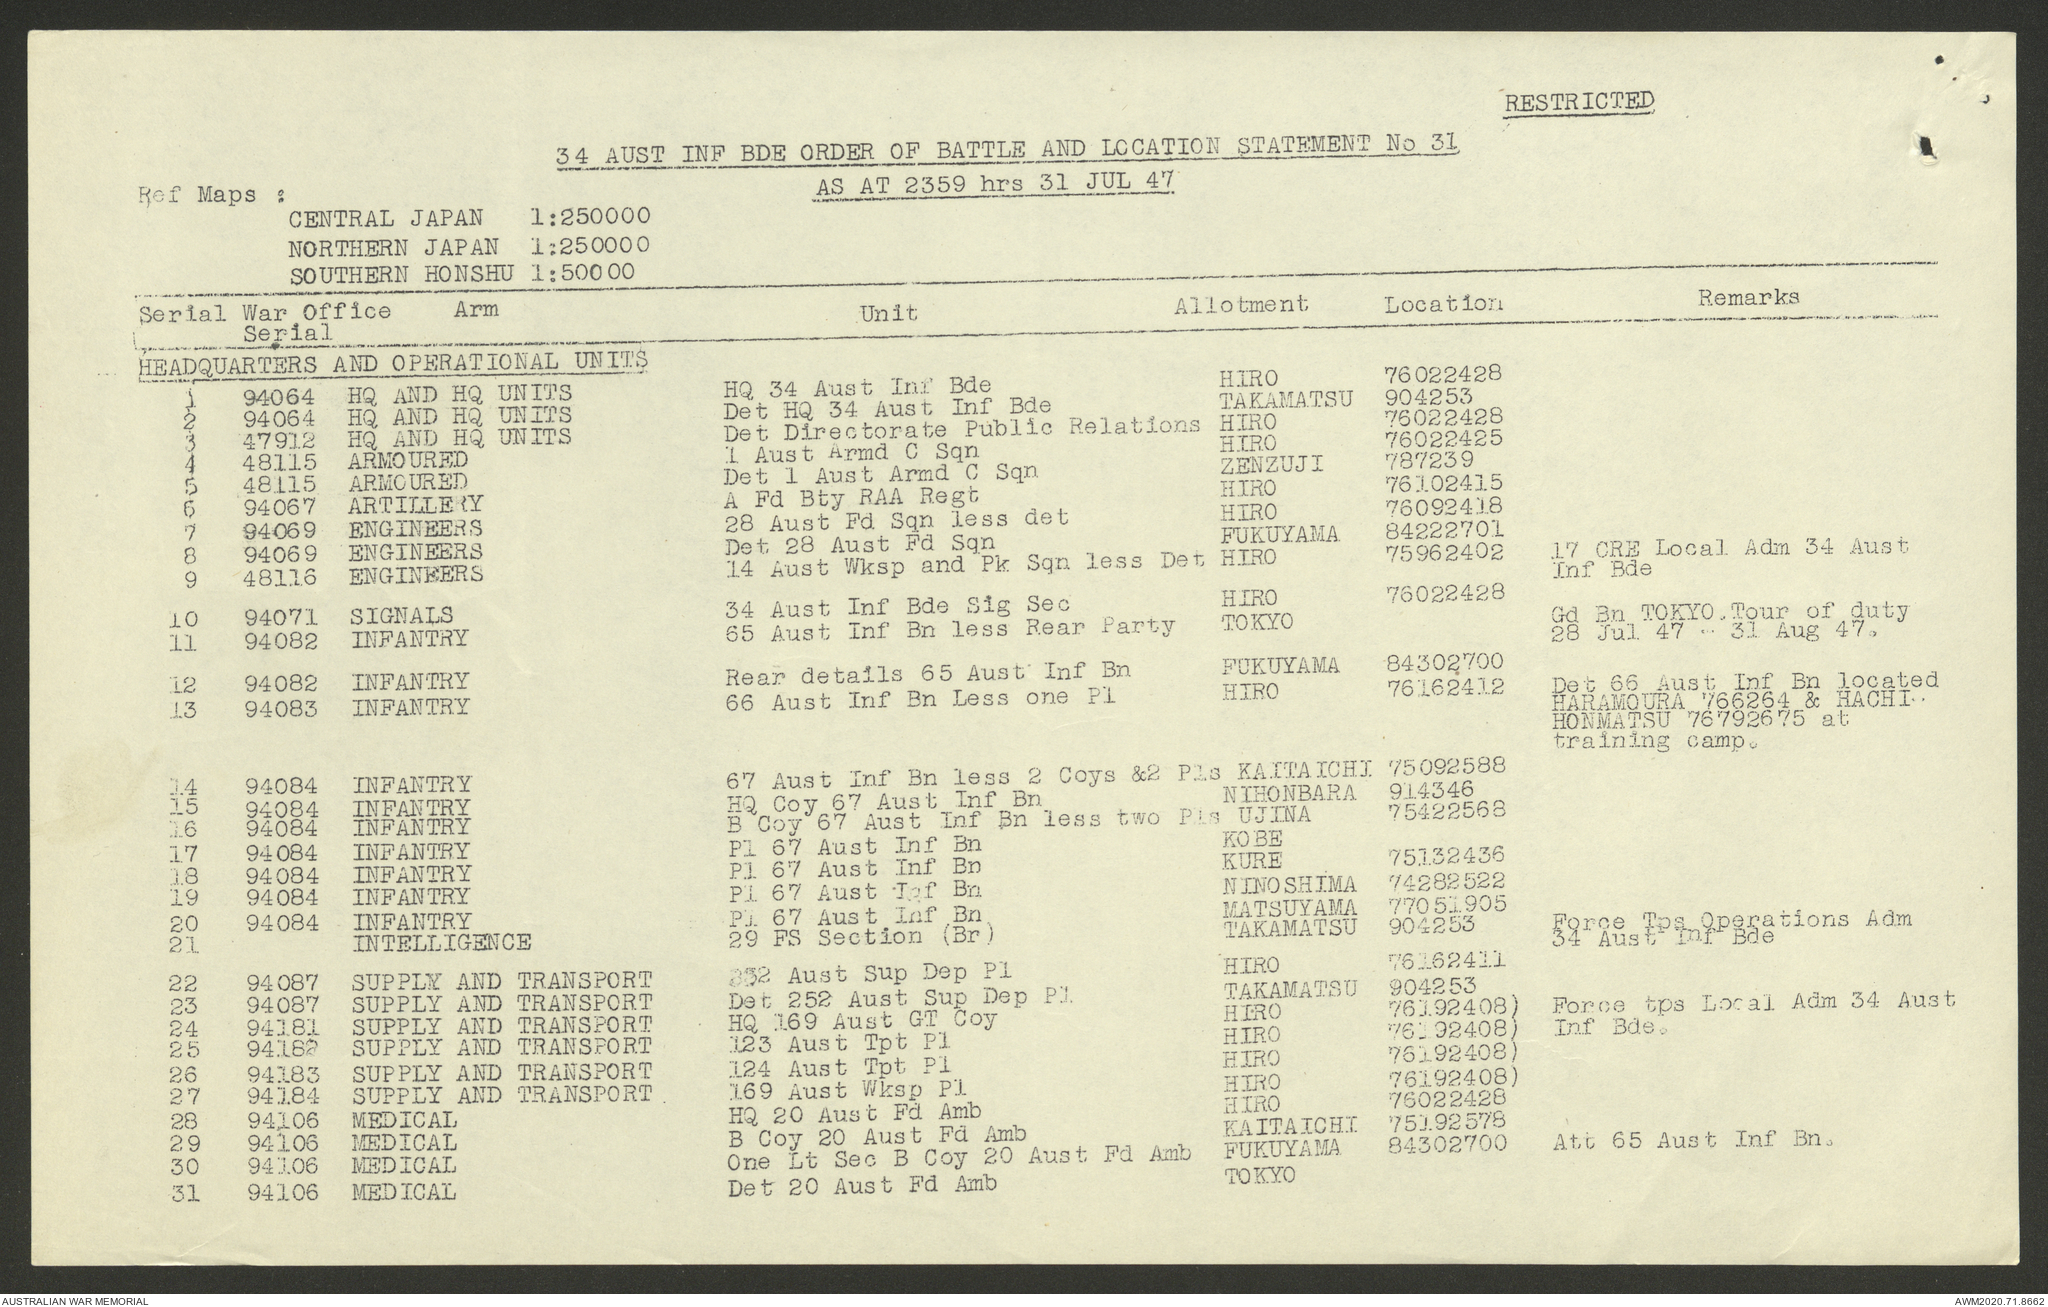 RESTRICTED
34 AUST INF BDE ORDER OF BATTLE AND LOCATION STATEMENT No 31
AS AT 2359 hrs 31 JUL 47
Ref Maps :
CENTRAL JAPAN 1:250000
NORTHERN JAPAN 1:250000
SOUTHERN HONSHU 1:50000
Serial War Office Arm Unit Allotment Location Remarks
Serial
HEADQUARTERS AND OPERATIONAL UNITS
1 94064 HQ AND HQ UNITS HQ 34 Aust Inf Bde HIRO 76022428
2 94064 HQ AND HQ UNITS Det HQ 34 Aust Inf Bde TAKAMATSU 904253
3 47912 HQ AND HQ UNITS Det Directorate Public Relations HIRO 76022428
4 48115 ARMOURED 1 Aust Armd C Sqn HIRO 76022425
5 48115 ARMOURED Det 1 Aust Armd C Sqn ZENZUJI 787239
6 94067 ARTILLERY A Fd Bty RAA Regt HIRO 76102415
7 94069 ENGINEERS 28 Aust Fd Sqn less det HIRO 76092418
8 94069 ENGINEERS Det 28 Aust Fd Sqn FUKUYAMA 84222701
9 48116 ENGINEERS 14 Aust Wksp and Pk Sqn less Det HIRO 75962402 17 CRE Local Adm 34 Aust
Inf Bde
10 94071 SIGNALS 34 Aust Inf Bde Sig Sec HIRO 76022428
11 94082 INFANTRY 65 Aust Inf Bn less Rear Party TOKYO Gd Bn TOKYO.Tour of duty
28 Jul 47 - 31 Aug 47.
12 94082 INFANTRY Rear details 65 Aust Inf Bn FUKUYAMA 84302700
13 94083 INFANTRY 66 Aust Inf Bn Less one Pl HIRO 76162412 Det 66 Aust Inf Bn located
HARAMOURA 766264 & HACHI-
HONMATSU 76792675 at
training camp.
14 94084 INFANTRY 67 Aust Inf Bn less 2 Coys &2 Pls KAITAICHI 75092588
15 94084 INFANTRY HQ Coy 67 Aust Inf Bn NIHONBARA 914346
16 94084 INFANTRY B Coy 67 Aust Inf Bn less two Pls UJINA 75422568
17 94084 INFANTRY Pl 67 Aust Inf Bn KOBE
18 94084 INFANTRY Pl 67 Aust Inf Bn KURE 75132436
19 94084 INFANTRY Pl 67 Aust Inf Bn NINOSHIMA 74282522
20 94084 INFANTRY Pl 67 Aust Inf Bn MATSUYAMA 77051905
21 INTELLIGENCE 29 FS Section (Br) TAKAMATSU 904253 Force Tps Operations Adm
34 Aust Inf Bde
22 94087 SUPPLY AND TRANSPORT Aust Sup Dep Pl HIRO 76162411
23 94087 SUPPLY AND TRANSPORT Det 252 Aust Sup Dep Pl TAKAMATSU 904253
24 94181 SUPPLY AND TRANSPORT HQ 169 Aust GT Coy HIRO 76192408) Force tps Local Adm 34 Aust
25 94182 SUPPLY AND TRANSPORT 123 Aust Tpt Pl HIRO 76192408) Inf Bde.
26 94183 SUPPLY AND TRANSPORT 124 Aust Tpt Pl HIRO 76192408)
27 94184 SUPPLY AND TRANSPORT 169 Aust Wksp Pl HIRO 76192408)
28 94106 MEDICAL HQ 20 Aust Fd Amb HIRO 76022428
29 94106 MEDICAL B Coy 20 Aust Fd Amb KAITAICHI 75192578
30 94106 MEDICAL One Lt Sec B Coy 20 Aust Fd Amb FUKUYAMA 84302700 Att 65 Aust Inf Bn.
31 94106 MEDICAL Det 20 Aust Fd Amb TOKYO
AUSTRALIAN WAR MEMORIAL AWM2020.71.8662